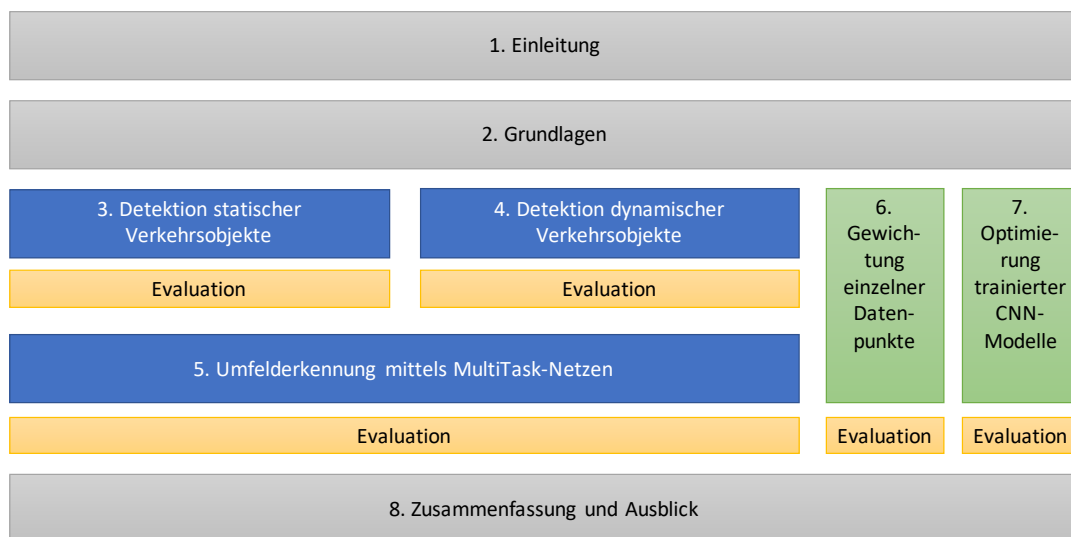 1. Einleitung
2. Grundlagen
3. Detektion statischer
Verkehrsobjekte
Evaluation
4. Detektion dynamischer
Verkehrsobjekte
Evaluation
5. Umfelderkennung mittels MultiTask-Netzen
Evaluation
6.
Gewich-
tung
einzelner
Daten-
punkte
Evaluation
7.
Optimie-
rung
trainierter
CNN-
Modelle
Evaluation
8. Zusammenfassung und Ausblick